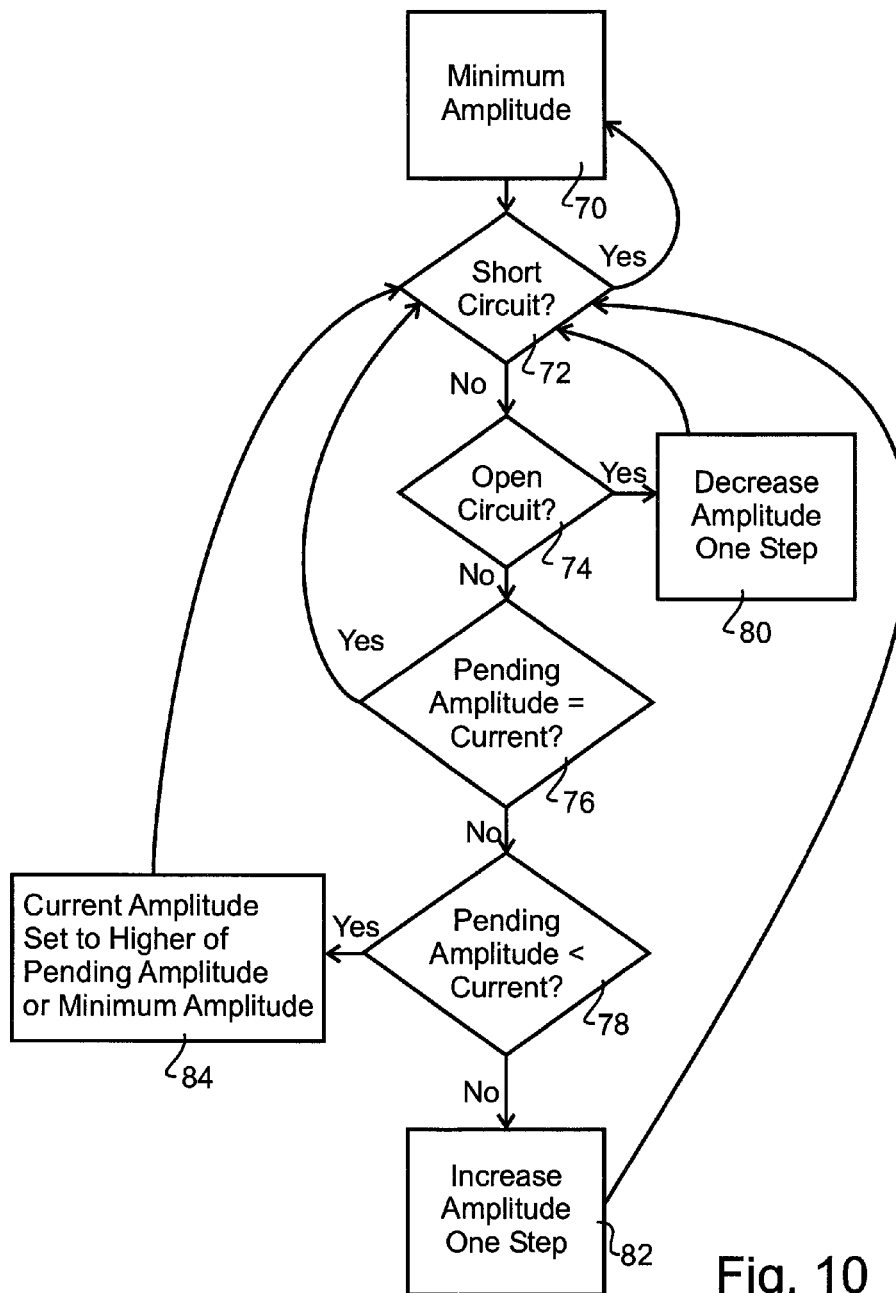 Minimum
Amplitude
70
Short
Circuit?
Yes
72
No
Open
Circuit?
Yes
74
No
Decrease
Amplitude
One Step
80
Pending
Amplitude =
Current?
Yes
76
No
Pending
Amplitude <
Current?
Yes
78
No
Current Amplitude
Set to Higher of
Pending Amplitude
or Minimum Amplitude
84
Increase
Amplitude
One Step
82
Fig. 10